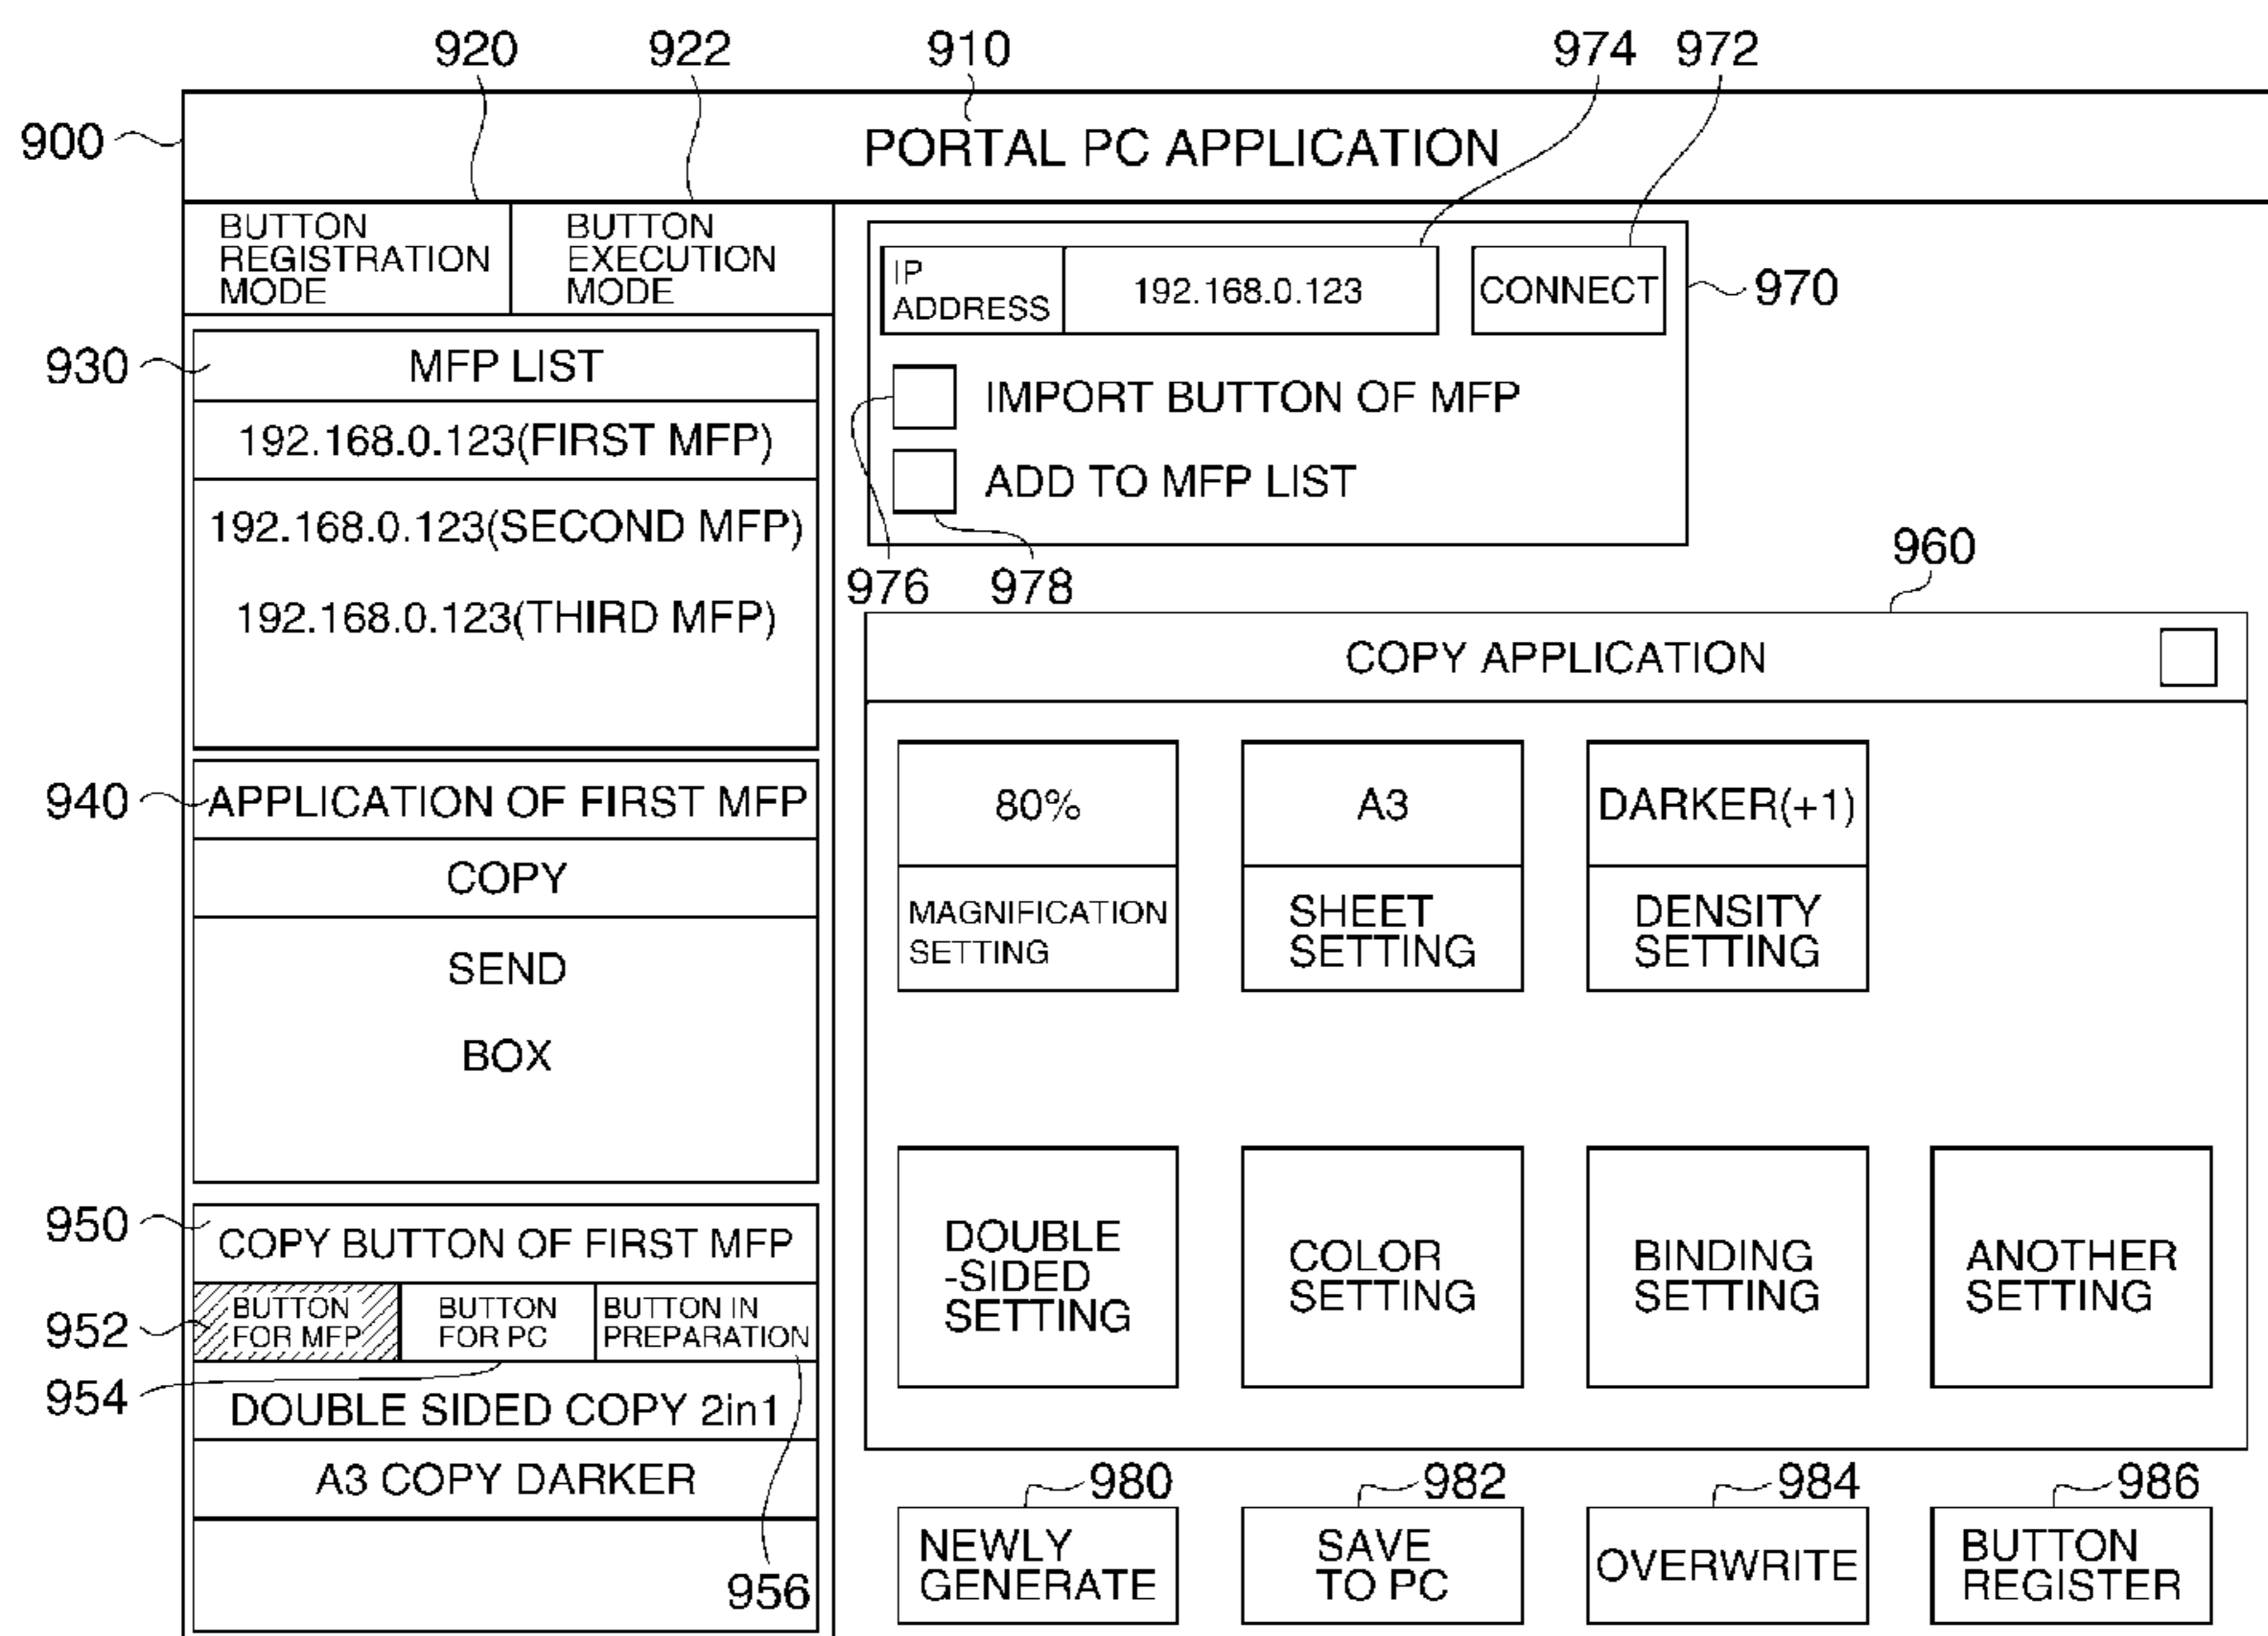 920
922
910
974
972
900
PORTAL PC APPLICATION
BUTTON
REGISTRATION
MODE
BUTTON
EXECUTION
MODE
IP
ADDRESS
192.168.0.123
CONNECT
970
IMPORT BUTTON OF MFP
ADD TO MFP LIST
976
978
930
MFP LIST
192.168.0.123(FIRST MFP)
192.168.0.123(SECOND MFP)
192.168.0.123(THIRD MFP)
940
APPLICATION OF FIRST MFP
COPY
SEND
BOX
950
COPY BUTTON OF FIRST MFP
952
BUTTON
FOR MFP
BUTTON
FOR PC
BUTTON IN
PREPARATION
954
DOUBLE SIDED COPY 2in1
A3 COPY DARKER
956
960
COPY APPLICATION
80%
MAGNIFICATION
SETTING
A3
SHEET
SETTING
DARKER(+1)
DENSITY
SETTING
DOUBLE
-SIDED
SETTING
COLOR
SETTING
BINDING
SETTING
ANOTHER
SETTING
980
982
984
986
NEWLY
GENERATE
SAVE
TO PC
OVERWRITE
BUTTON
REGISTER